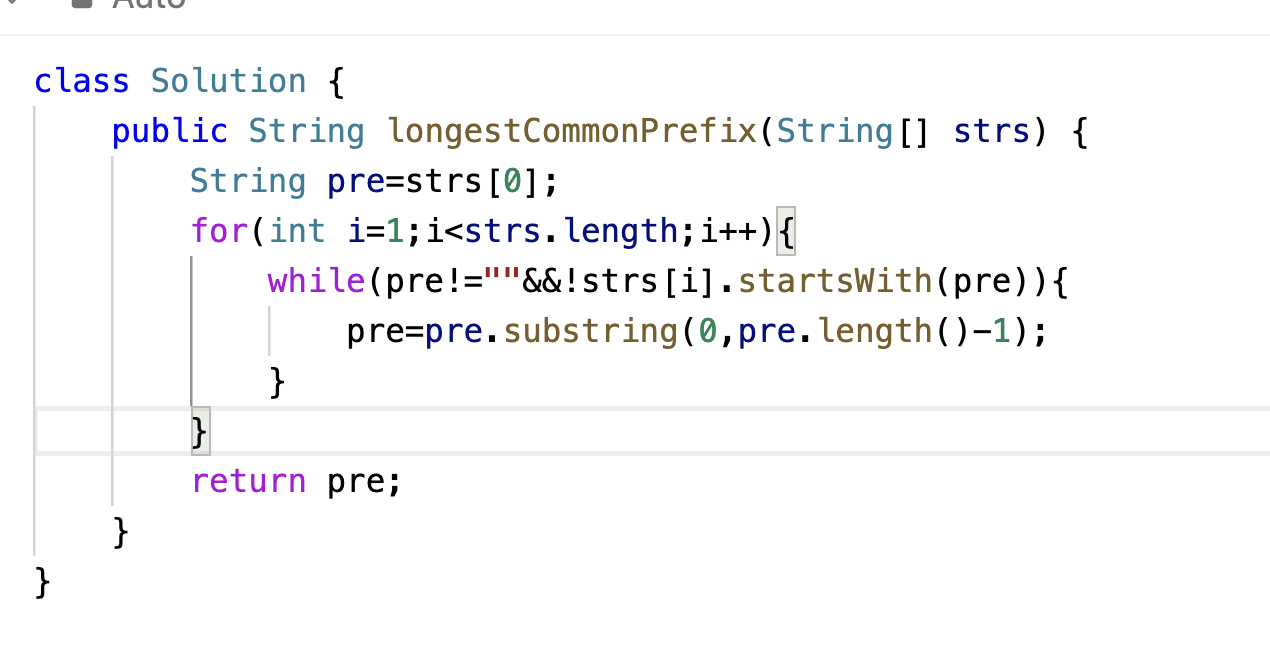 Auto
class Solution {
    public String longestCommonPrefix(String[] strs) {
        String pre=strs[0];
        for(int i=1;i<strs.length;i++){
            while(pre!=""&&!strs[i].startsWith(pre)){
                pre=pre.substring(0,pre.length()-1);
            }
        }
        return pre;
    }
}